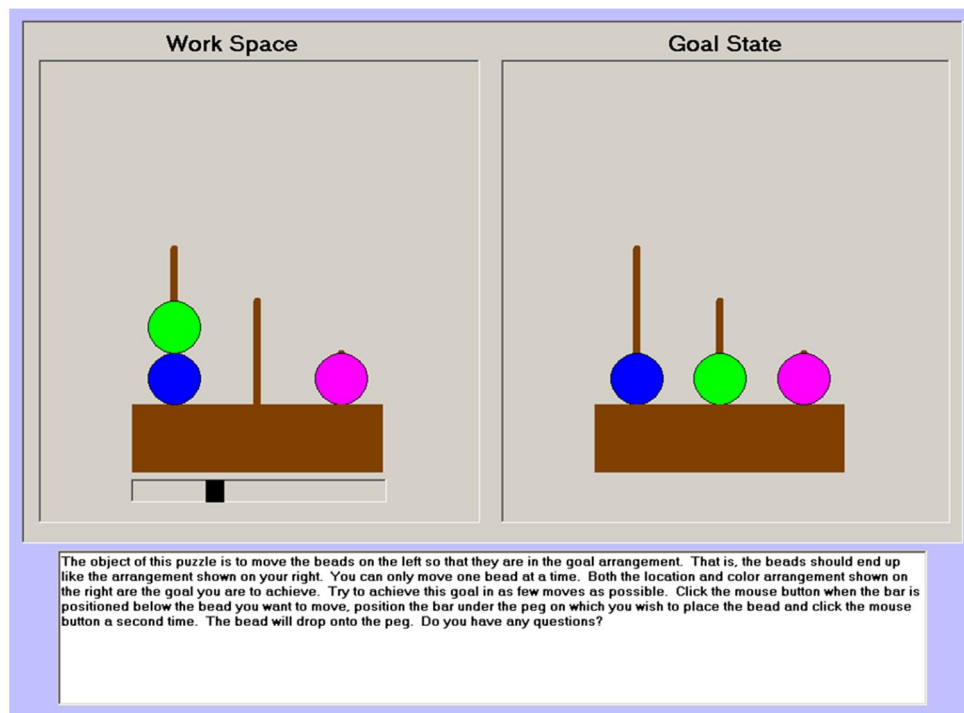 Work Space
Goal State
The object of this puzzle is to move the beads on the left so that they are in the goal arrangement.  That is, the beads should end up
like the arrangement shown on your right.  You can only move one bead at a time.  Both the location and color arrangement shown on
the right are the goal you are to achieve.  Try to achieve this goal in as few moves as possible.  Click the mouse button when the bar is
positioned below the bead you want to move, position the bar under the peg on which you wish to place the bead and click the mouse
button a second time.  The bead will drop onto the peg.  Do you have any questions?